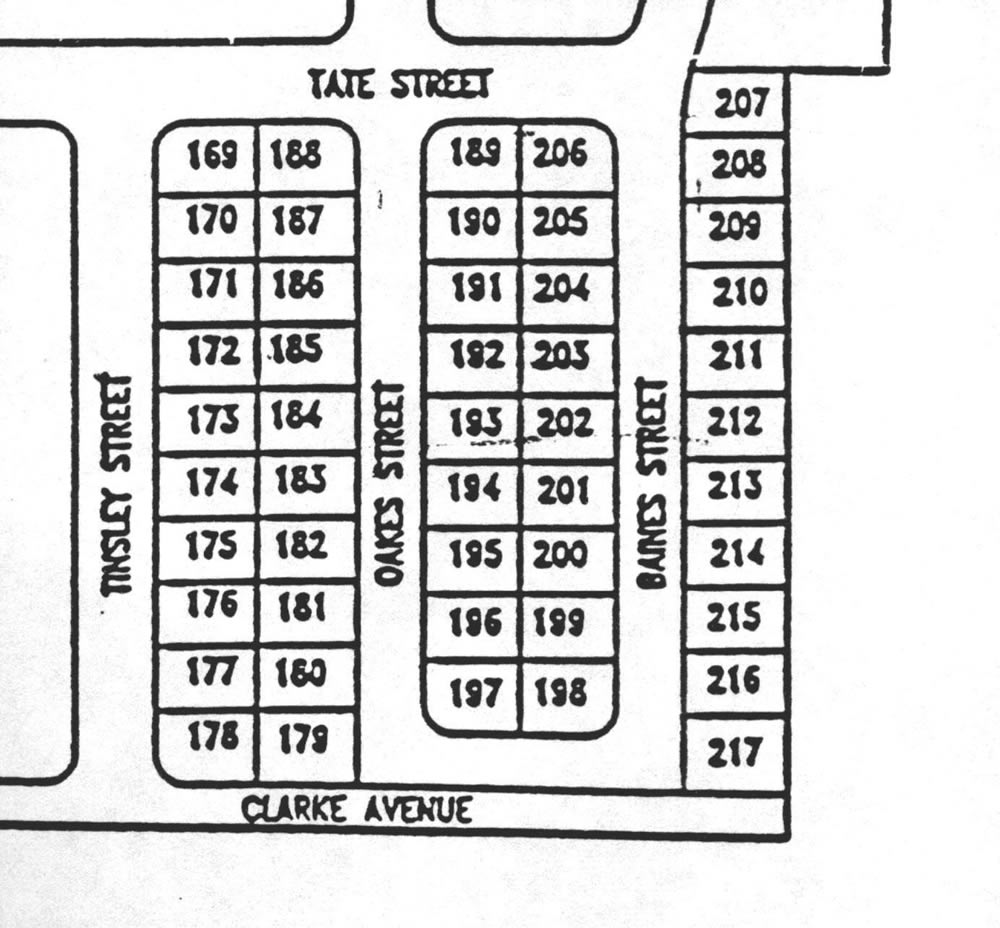 TATE STREET
207
169 188 189 206 208
170 187 190 205 209
171 186 191 204 210
172 185 192 203 211
173 184 193 202 212
174 183 194 201 213
175 182 195 200 214
176 181 196 199 215
177 180 197 198 216
178 179 217
TINSLEY STREET
OAKES STREET
BAINES STREET
CLARKE AVENUE